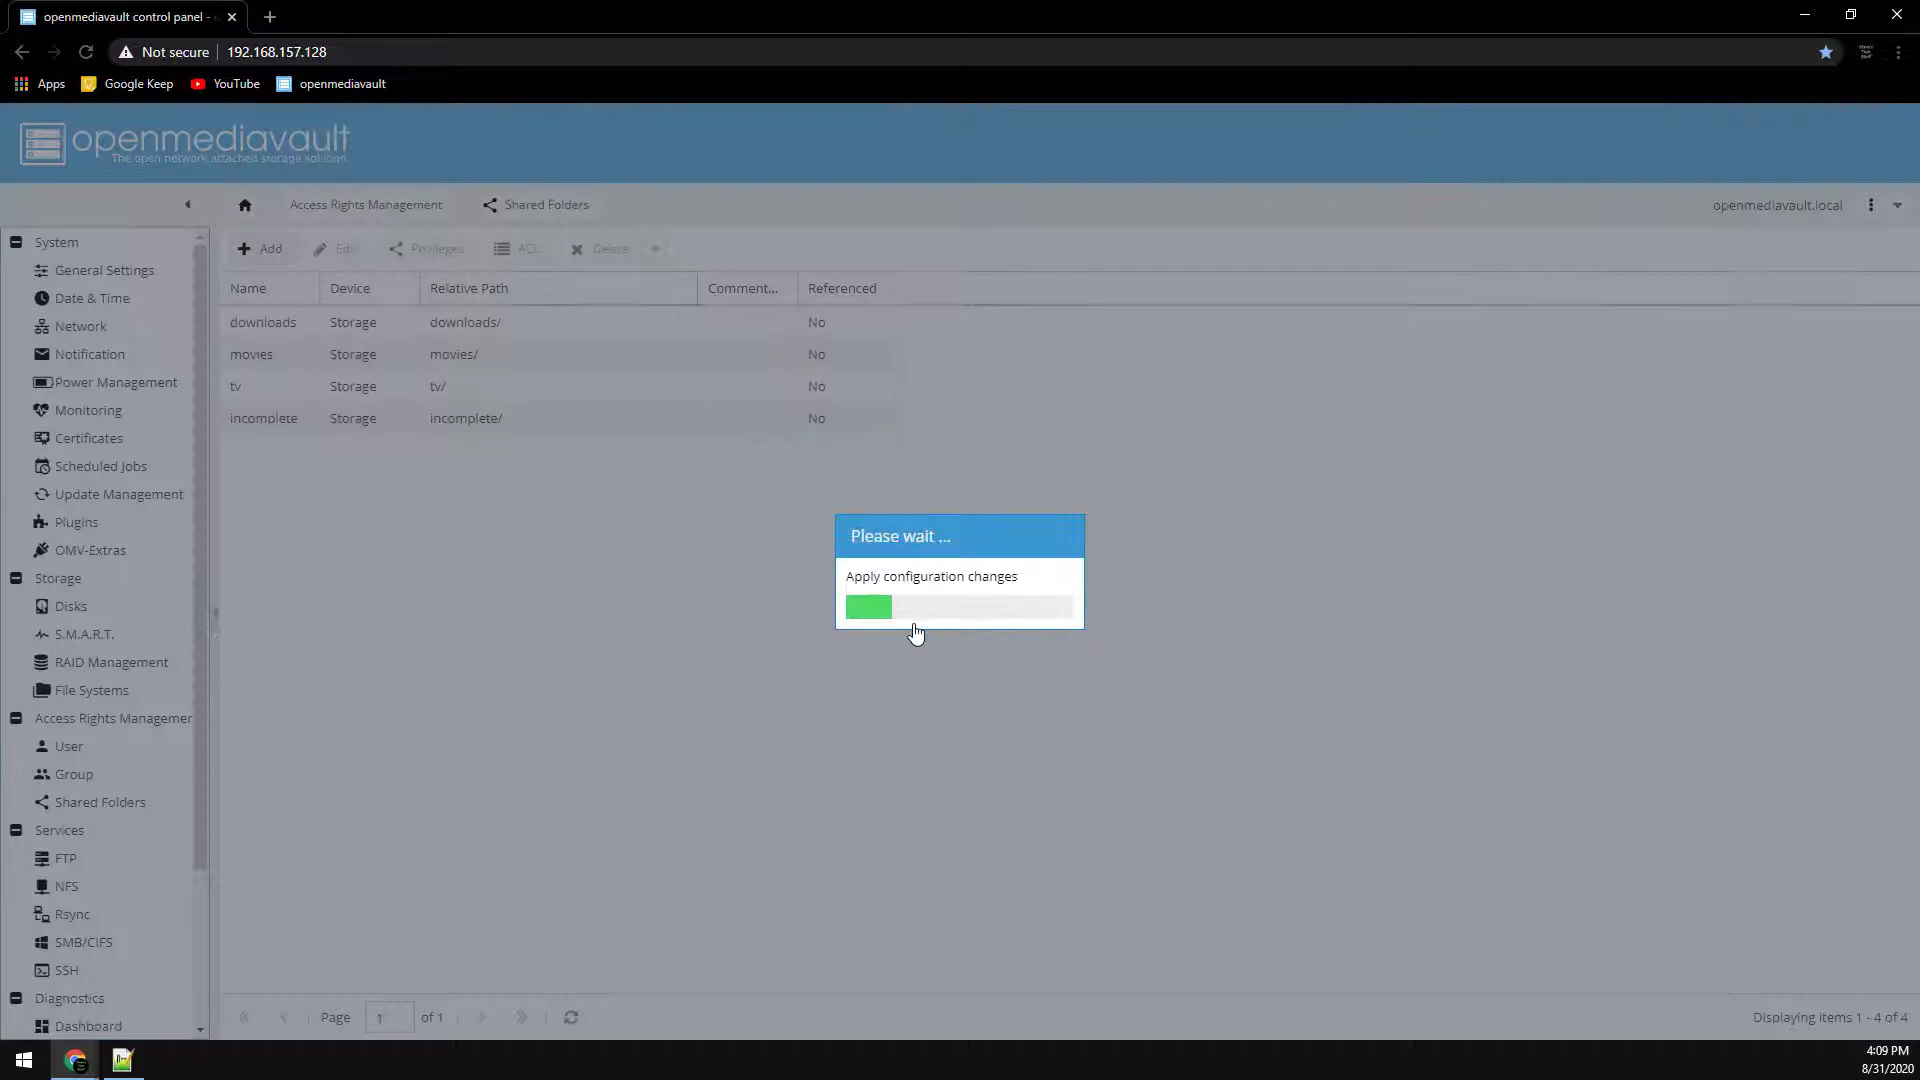 openmediavault control panel -
Not secure
192.168.157.128
Apps
Google Keep
YouTube
openmediavault
openmediavault
The open network attached storage solution.
Access Rights Management
Shared Folders
openmediavault.local
Add
Edit
Privileges
ACL
Delete
Name
Device
Relative Path
Comment...
Referenced
downloads
Storage
downloads/
No
movies
Storage
movies/
No
tv
Storage
tv/
No
incomplete
Storage
incomplete/
No
System
General Settings
Date & Time
Network
Notification
Power Management
Monitoring
Certificates
Scheduled Jobs
Update Management
Plugins
OMV-Extras
Storage
Disks
S.M.A.R.T.
RAID Management
File Systems
Access Rights Managemen
User
Group
Shared Folders
Services
FTP
NFS
Rsync
SMB/CIFS
SSH
Diagnostics
Dashboard
Please wait ...
Apply configuration changes
Page
1
of 1
Displaying items 1 - 4 of 4
4:09 PM
8/31/2020